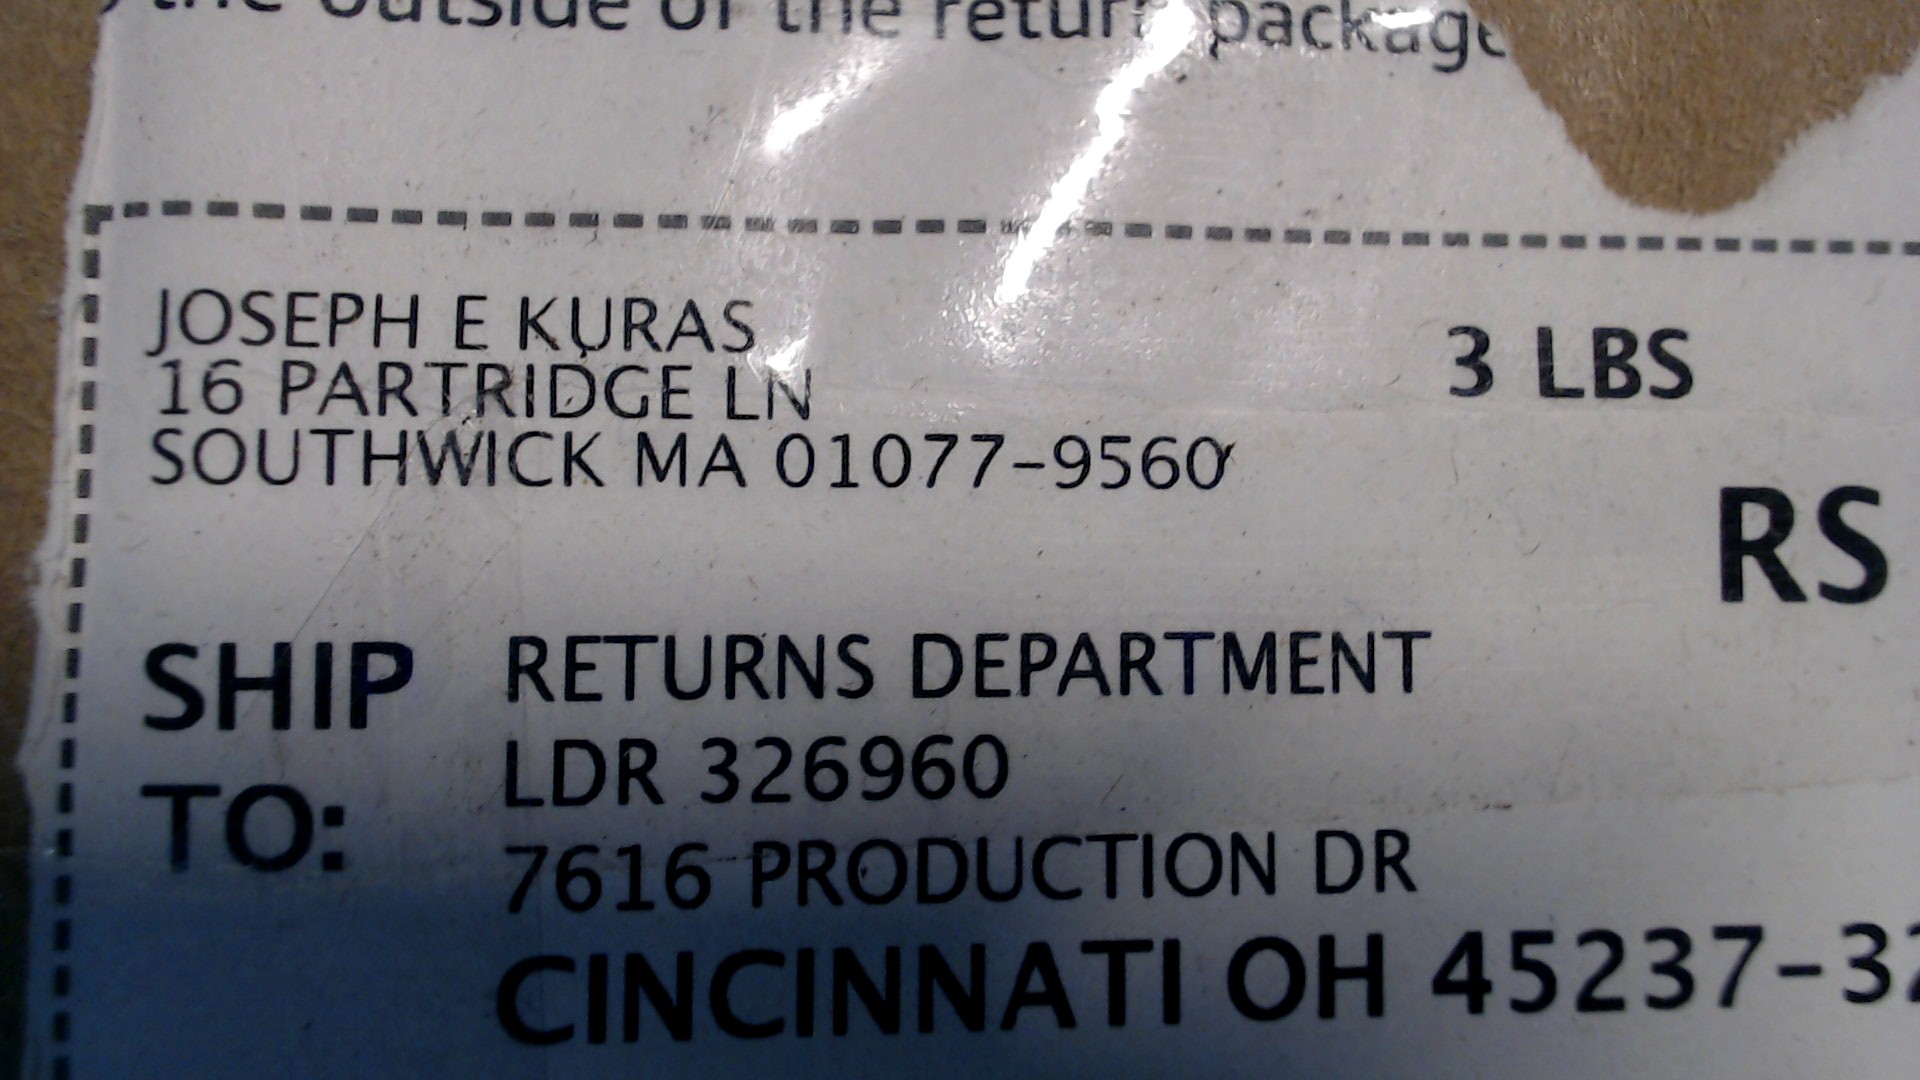 the outside of the return package
JOSEPH E KURAS
16 PARTRIDGE LN
SOUTHWICK MA 01077-9560
3 LBS
RS
SHIP TO:
RETURNS DEPARTMENT
LDR 326960
7616 PRODUCTION DR
CINCINNATI OH 45237-32